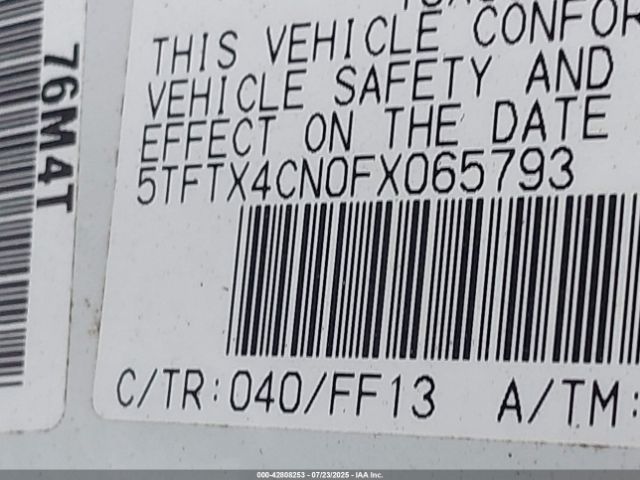 THIS VEHICLE CONFOR
VEHICLE SAFETY AND
EFFECT ON THE DATE
5TFTX4CN0FX065793
C/TR:040/FF13 A/TM:
76M4T
000-42808253 - 07/23/2025 - IAA Inc.